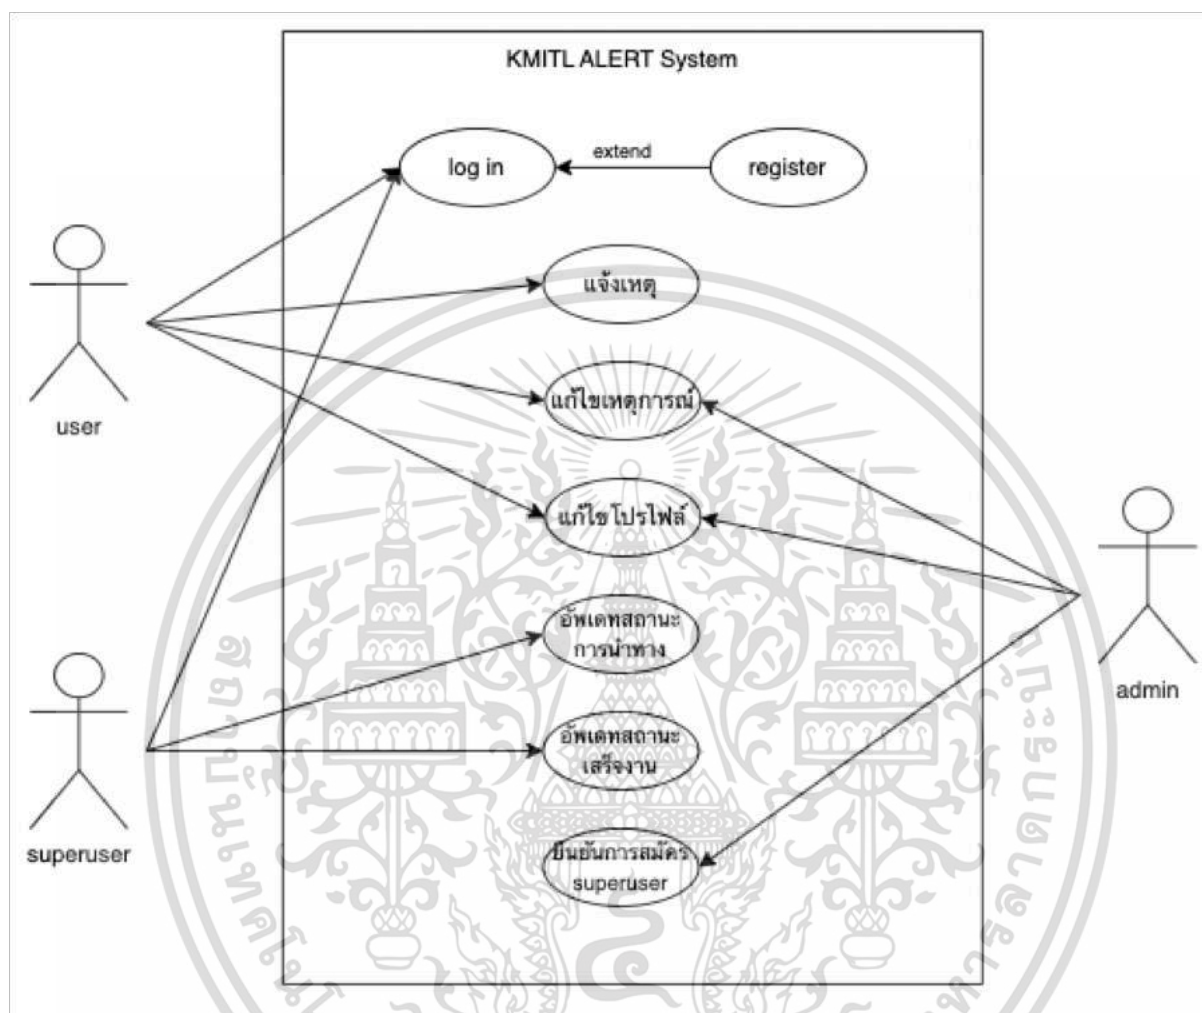 KMITL ALERT System
log in
extend
register
แจ้งเหตุ
user
แก้ไขเหตุการณ์
แก้ไขโปรไฟล์
อัพเดทสถานะ
การนำทาง
admin
อัพเดทสถานะ
เสร็จงาน
superuser
ยืนยันการสมัคร
superuser